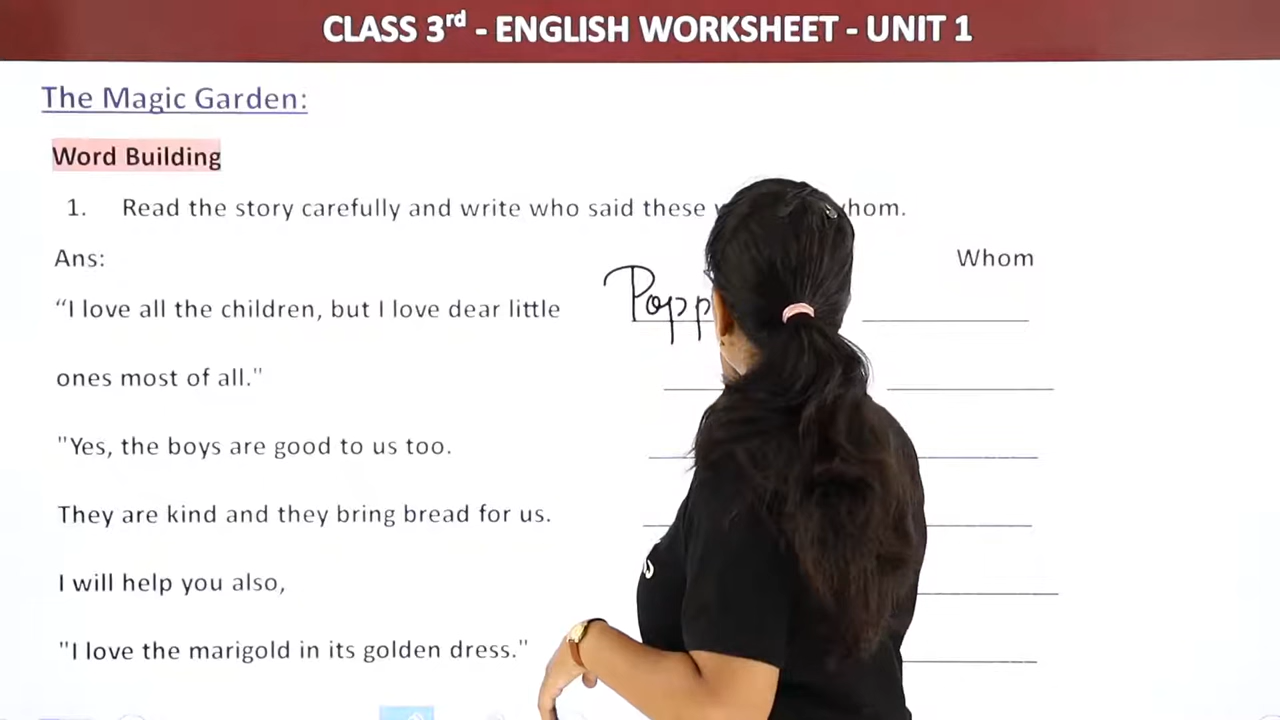 CLASS 3rd - ENGLISH WORKSHEET - UNIT 1
The Magic Garden:
Word Building
1. Read the story carefully and write who said these whom.
Ans: Whom
“I love all the children, but I love dear little
ones most of all."
"Yes, the boys are good to us too.
They are kind and they bring bread for us.
I will help you also,
"I love the marigold in its golden dress."